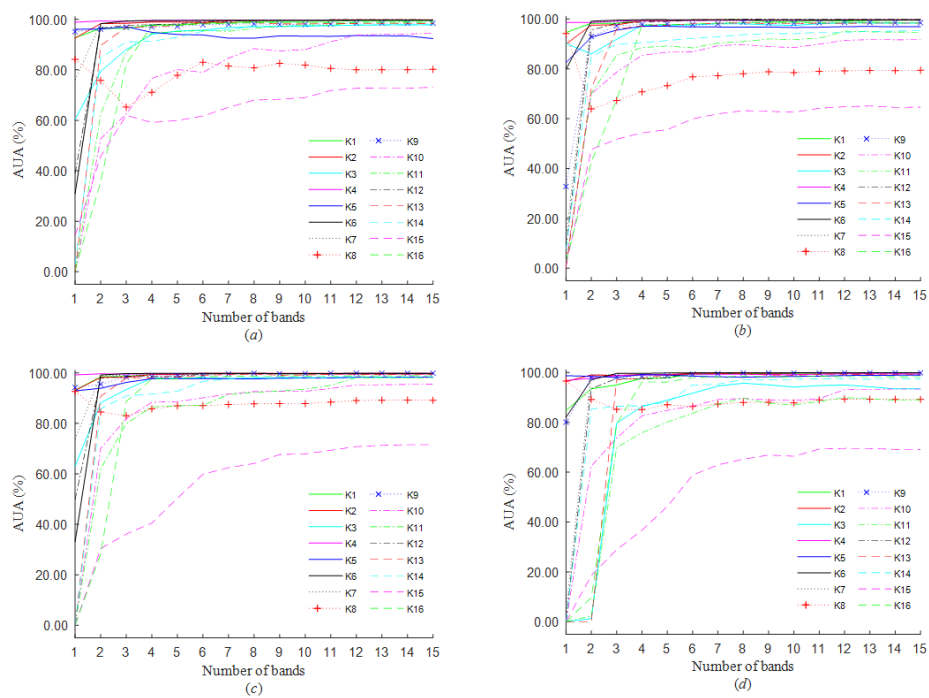 100.00
80.00
60.00
40.00
20.00
0.00
AUA (%)
K1 K9
K2 K10
K3 K11
K4 K12
K5 K13
K6 K14
K7 K15
K8 K16
1 2 3 4 5 6 7 8 9 10 11 12 13 14 15
Number of bands
(a)
100.00
80.00
60.00
40.00
20.00
0.00
AUA (%)
K1 K9
K2 K10
K3 K11
K4 K12
K5 K13
K6 K14
K7 K15
K8 K16
1 2 3 4 5 6 7 8 9 10 11 12 13 14 15
Number of bands
(b)
100.00
80.00
60.00
40.00
20.00
0.00
AUA (%)
K1 K9
K2 K10
K3 K11
K4 K12
K5 K13
K6 K14
K7 K15
K8 K16
1 2 3 4 5 6 7 8 9 10 11 12 13 14 15
Number of bands
(c)
100.00
80.00
60.00
40.00
20.00
0.00
AUA (%)
K1 K9
K2 K10
K3 K11
K4 K12
K5 K13
K6 K14
K7 K15
K8 K16
1 2 3 4 5 6 7 8 9 10 11 12 13 14 15
Number of bands
(d)